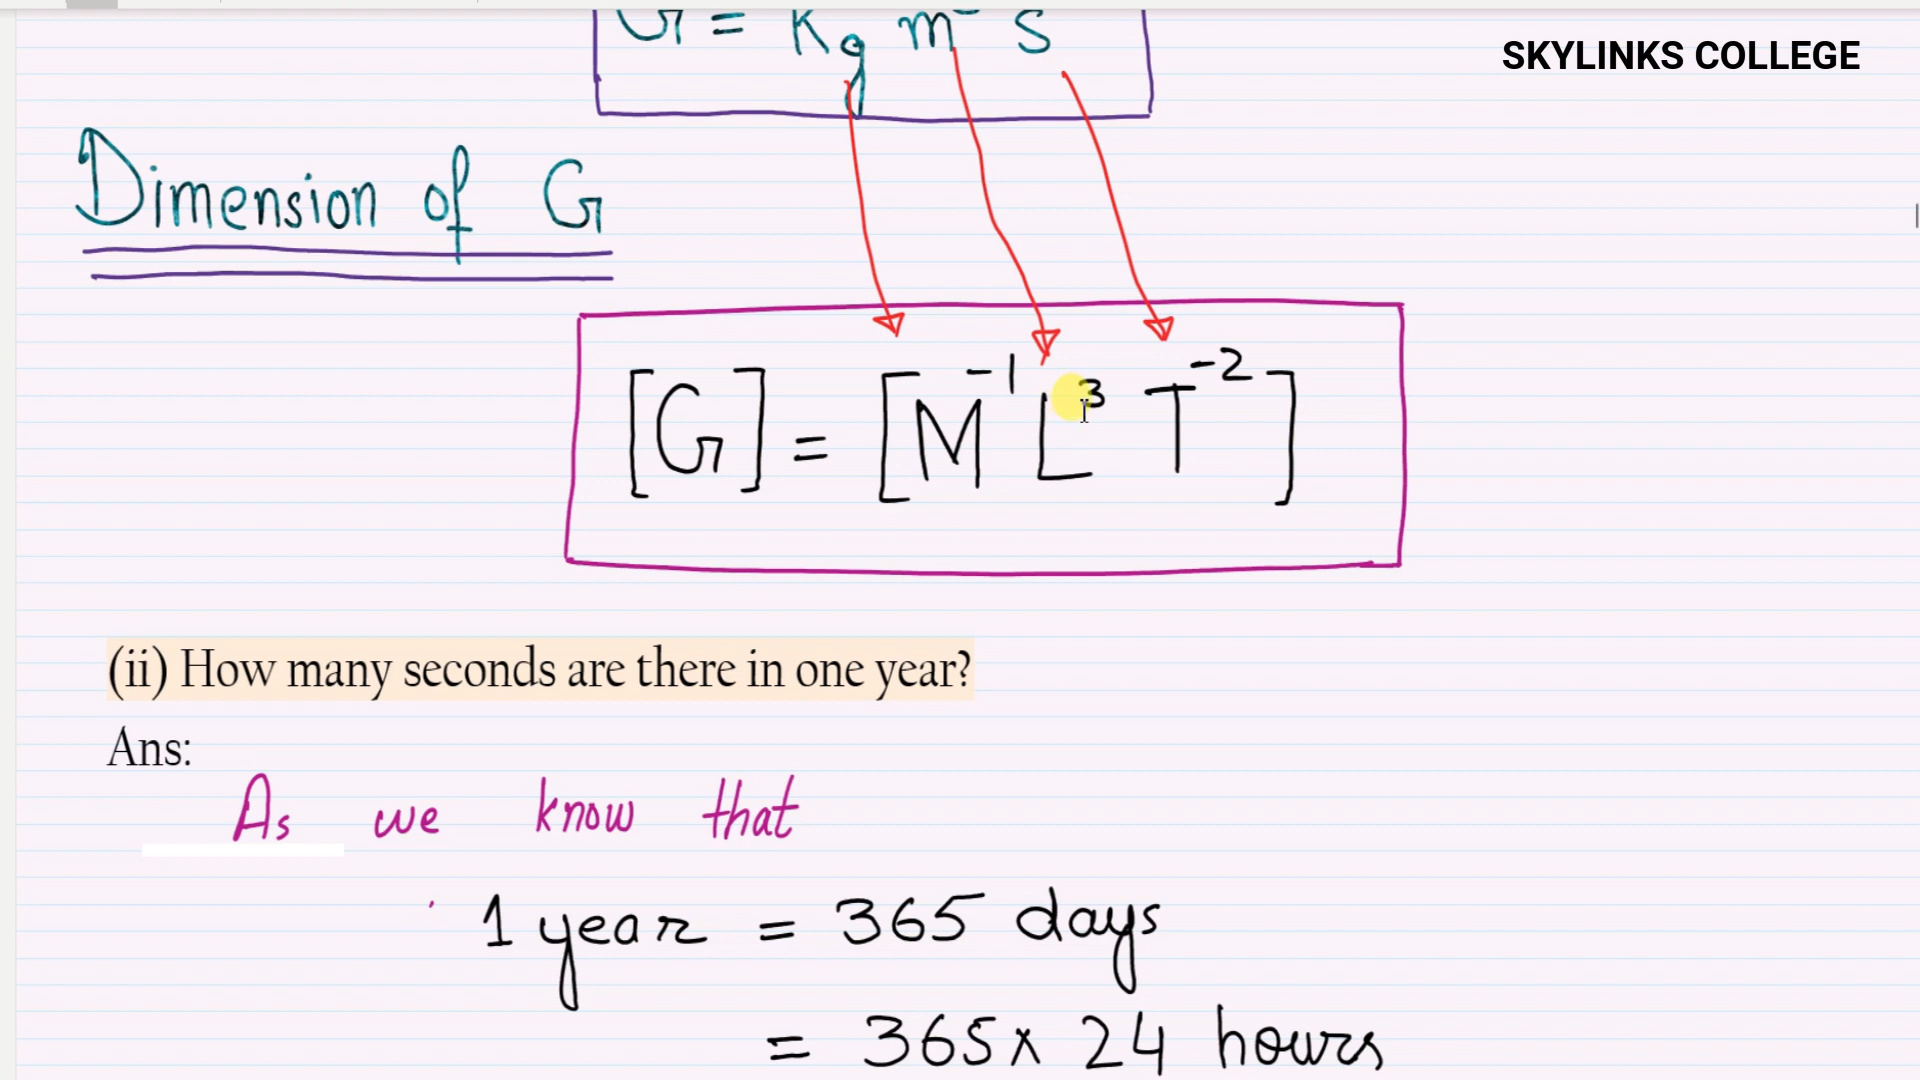 G = Kg m s
SKYLINKS COLLEGE
Dimension of G
[G] = [M⁻¹ L³ T⁻²]
(ii) How many seconds are there in one year?
Ans:
As we know that
1 year = 365 days
= 365 x 24 hours